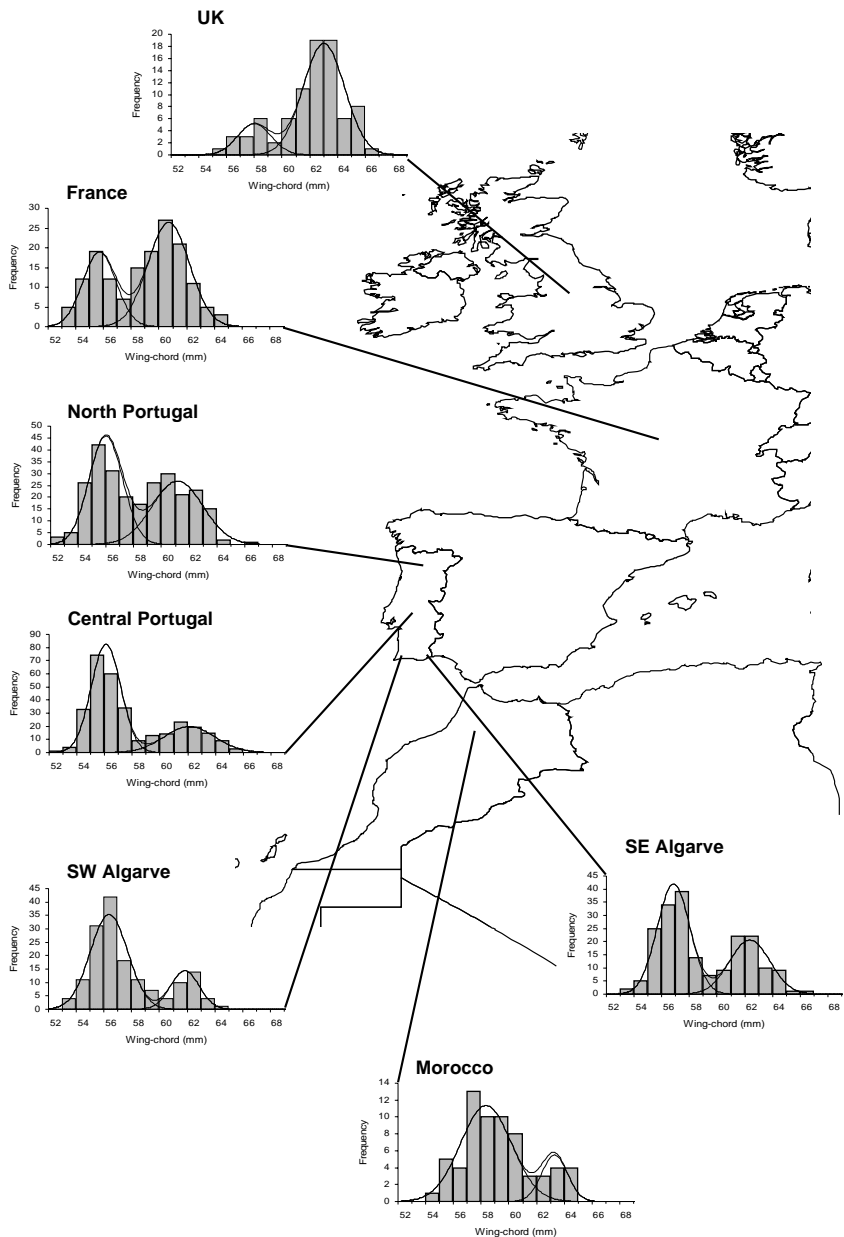 UK
20
18
16
14
12
10
8
6
4
2
0
Frequency
52 54 56 58 60 62 64 66 68
Wing-chord (mm)
France
30
25
20
15
10
5
0
Frequency
52 54 56 58 60 62 64 66 68
Wing-chord (mm)
North Portugal
50
45
40
35
30
25
20
15
10
5
0
Frequency
52 54 56 58 60 62 64 66 68
Wing-chord (mm)
Central Portugal
90
80
70
60
50
40
30
20
10
0
Frequency
52 54 56 58 60 62 64 66 68
Wing-chord (mm)
SW Algarve
45
40
35
30
25
20
15
10
5
0
Frequency
52 54 56 58 60 62 64 66 68
Wing-chord (mm)
SE Algarve
45
40
35
30
25
20
15
10
5
0
Frequency
52 54 56 58 60 62 64 66 68
Wing-chord (mm)
Morocco
14
12
10
8
6
4
2
0
Frequency
52 54 56 58 60 62 64 66 68
Wing-chord (mm)